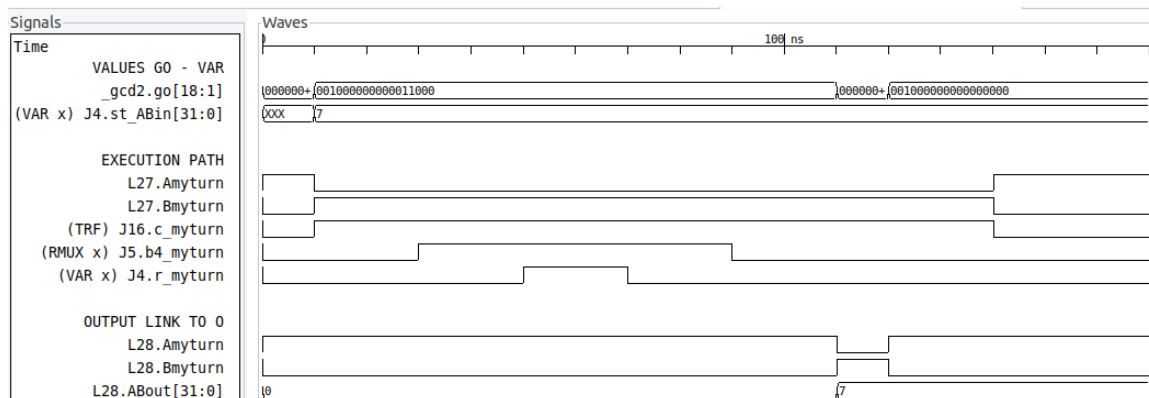 Signals
Waves
Time
0
100 ns
VALUES GO - VAR
_gcd2.go[18:1]
000000+
001000000000011000
000000+
001000000000000000
(VAR x) J4.st_ABin[31:0]
XXX
7
EXECUTION PATH
L27.Amyturn
L27.Bmyturn
(TRF) J16.c_myturn
(RMUX x) J5.b4_myturn
(VAR x) J4.r_myturn
OUTPUT LINK TO O
L28.Amyturn
L28.Bmyturn
L28.ABout[31:0]
0
7